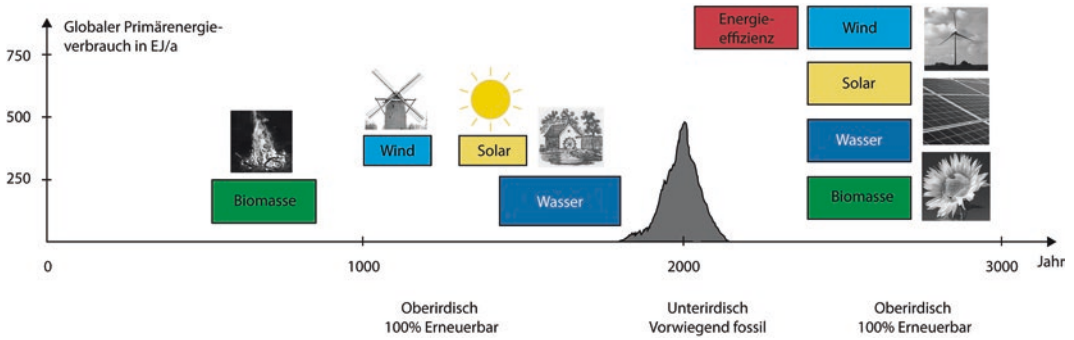 Globaler Primärenergie-
verbrauch in EJ/a
750
500
250
Biomasse
Wind
Solar
Wasser
Energie-
effizienz
Wind
Solar
Wasser
Biomasse
0
1000
2000
3000
Jahr
Oberirdisch
100% Erneuerbar
Unterirdisch
Vorwiegend fossil
Oberirdisch
100% Erneuerbar